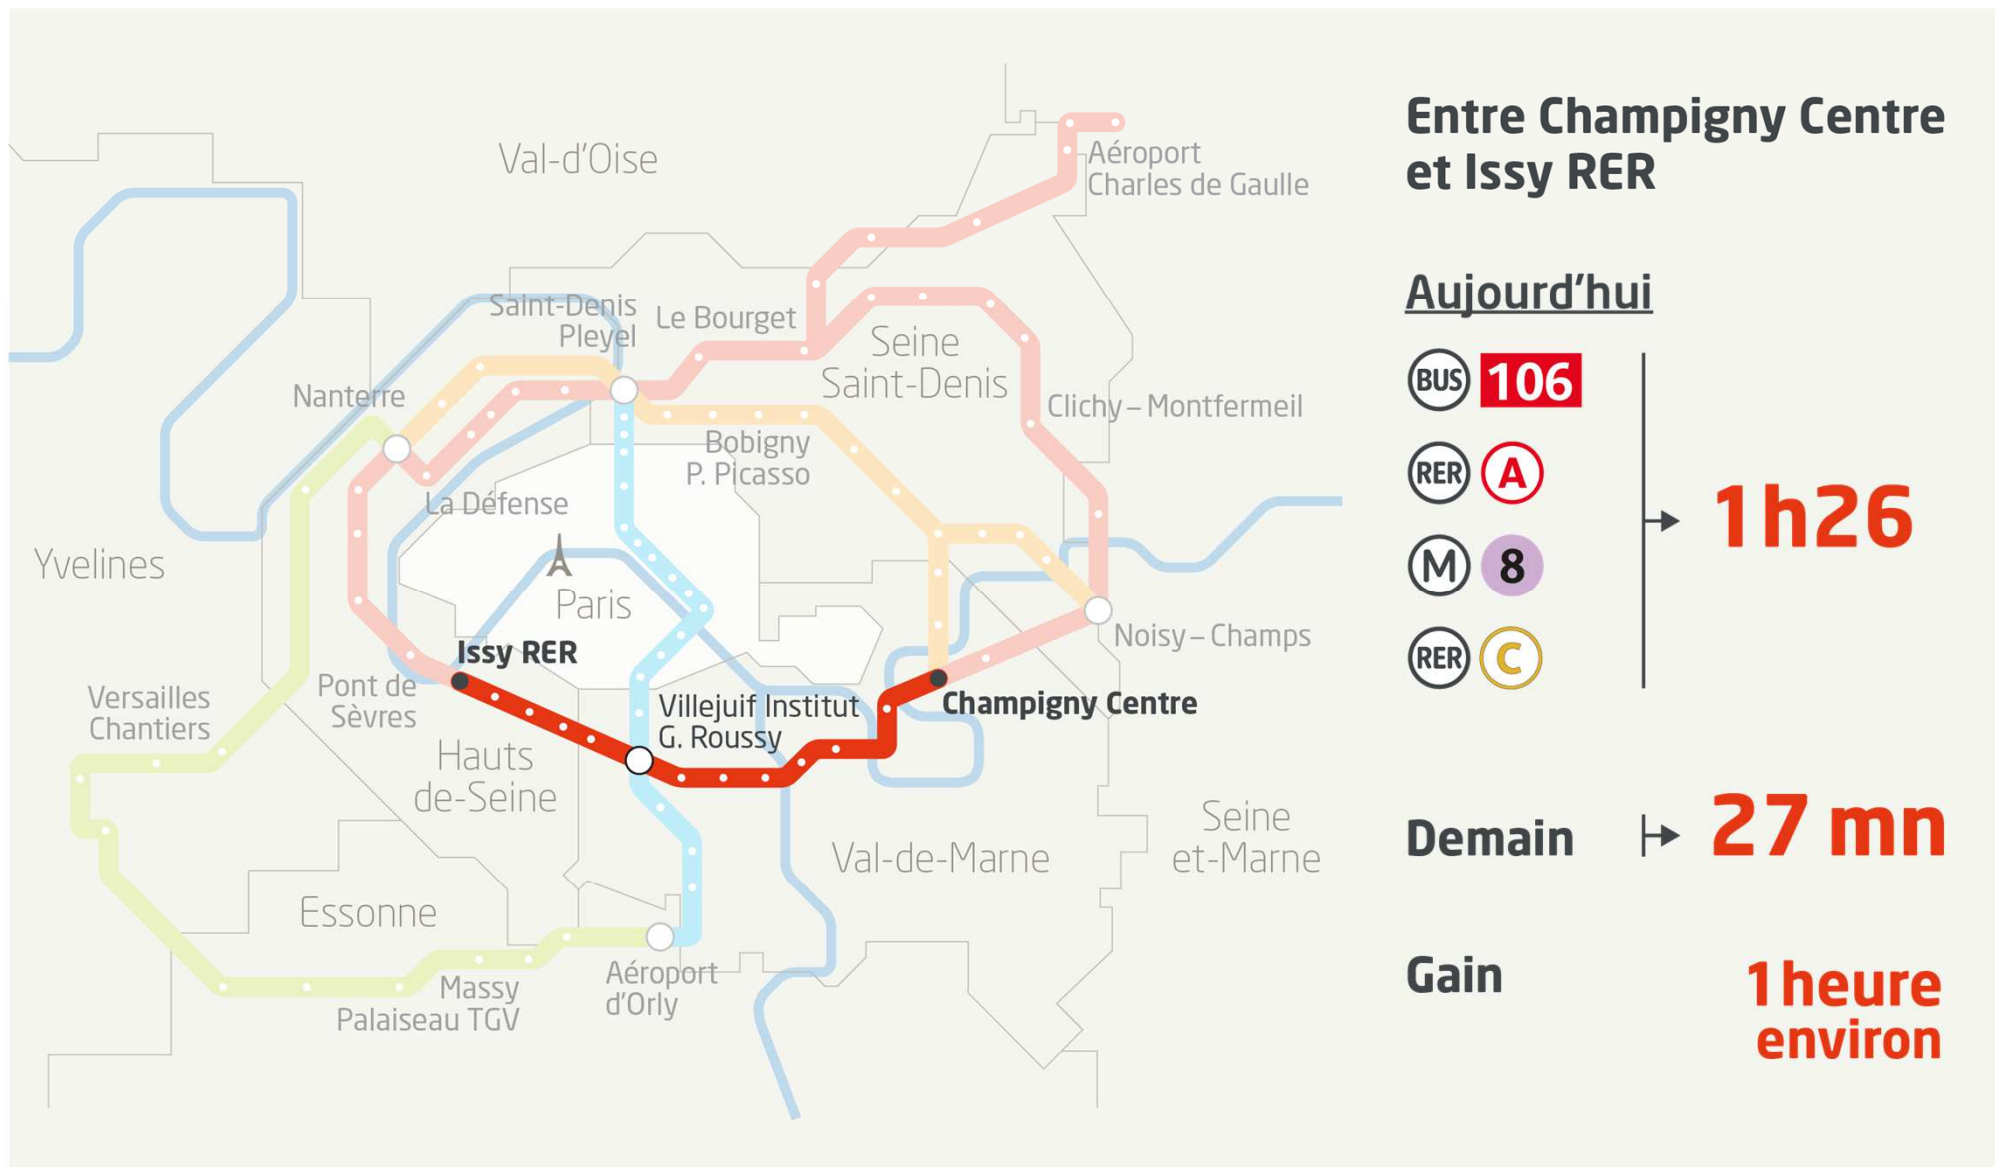 Val-d'Oise
Aéroport
Charles de Gaulle
Saint-Denis
Pleyel
Le Bourget
Seine
Saint-Denis
Nanterre
Clichy – Montfermeil
Bobigny
P. Picasso
La Défense
Yvelines
Paris
Noisy – Champs
Issy RER
Pont de
Sèvres
Versailles
Chantiers
Villejuif Institut
G. Roussy
Champigny Centre
Hauts
de-Seine
Val-de-Marne
Seine
et-Marne
Essonne
Aéroport
d'Orly
Massy
Palaiseau TGV
Entre Champigny Centre
et Issy RER
Aujourd'hui
BUS 106
RER A
M 8
RER C
1h26
Demain 27 mn
Gain 1 heure
environ